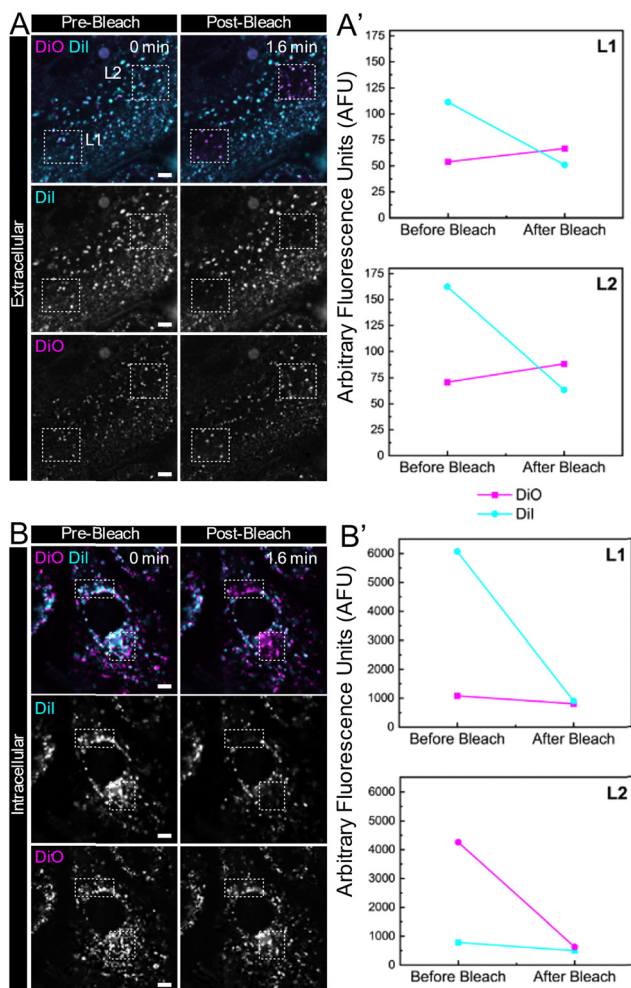 A
Pre-Bleach
Post-Bleach
DiO DiI
0 min
1.6 min
L2
L1
DiI
DiO
Extracellular
A’
L1
175
150
125
100
75
50
25
0
Before Bleach
After Bleach
L2
175
150
125
100
75
50
25
0
Before Bleach
After Bleach
Arbitrary Fluorescence Units (AFU)
DiO
DiI
B
Pre-Bleach
Post-Bleach
DiO DiI
0 min
1.6 min
DiI
DiO
Intracellular
B’
L1
6000
5000
4000
3000
2000
1000
0
Before Bleach
After Bleach
L2
6000
5000
4000
3000
2000
1000
0
Before Bleach
After Bleach
Arbitrary Fluorescence Units (AFU)